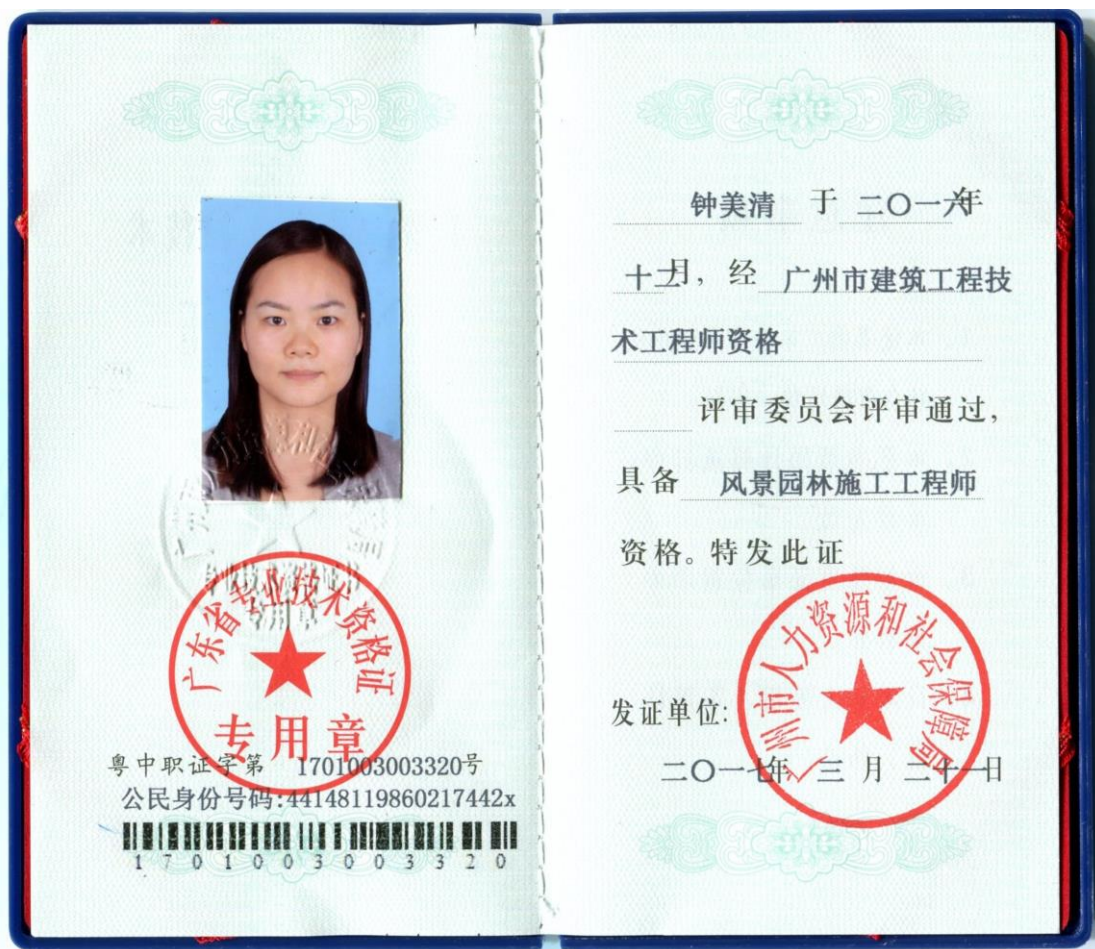 广东省专业技术资格证
专用章
粤中职证字第 1701003003320号
公民身份号码:44148119860217442x
1701003003320
钟美清 于 二〇一六年
十二月，经 广州市建筑工程技
术工程师资格
评审委员会评审通过，
具备 风景园林施工工程师
资格。特发此证
广州市人力资源和社会保障局
发证单位:
二〇一七年 三 月 二十一日